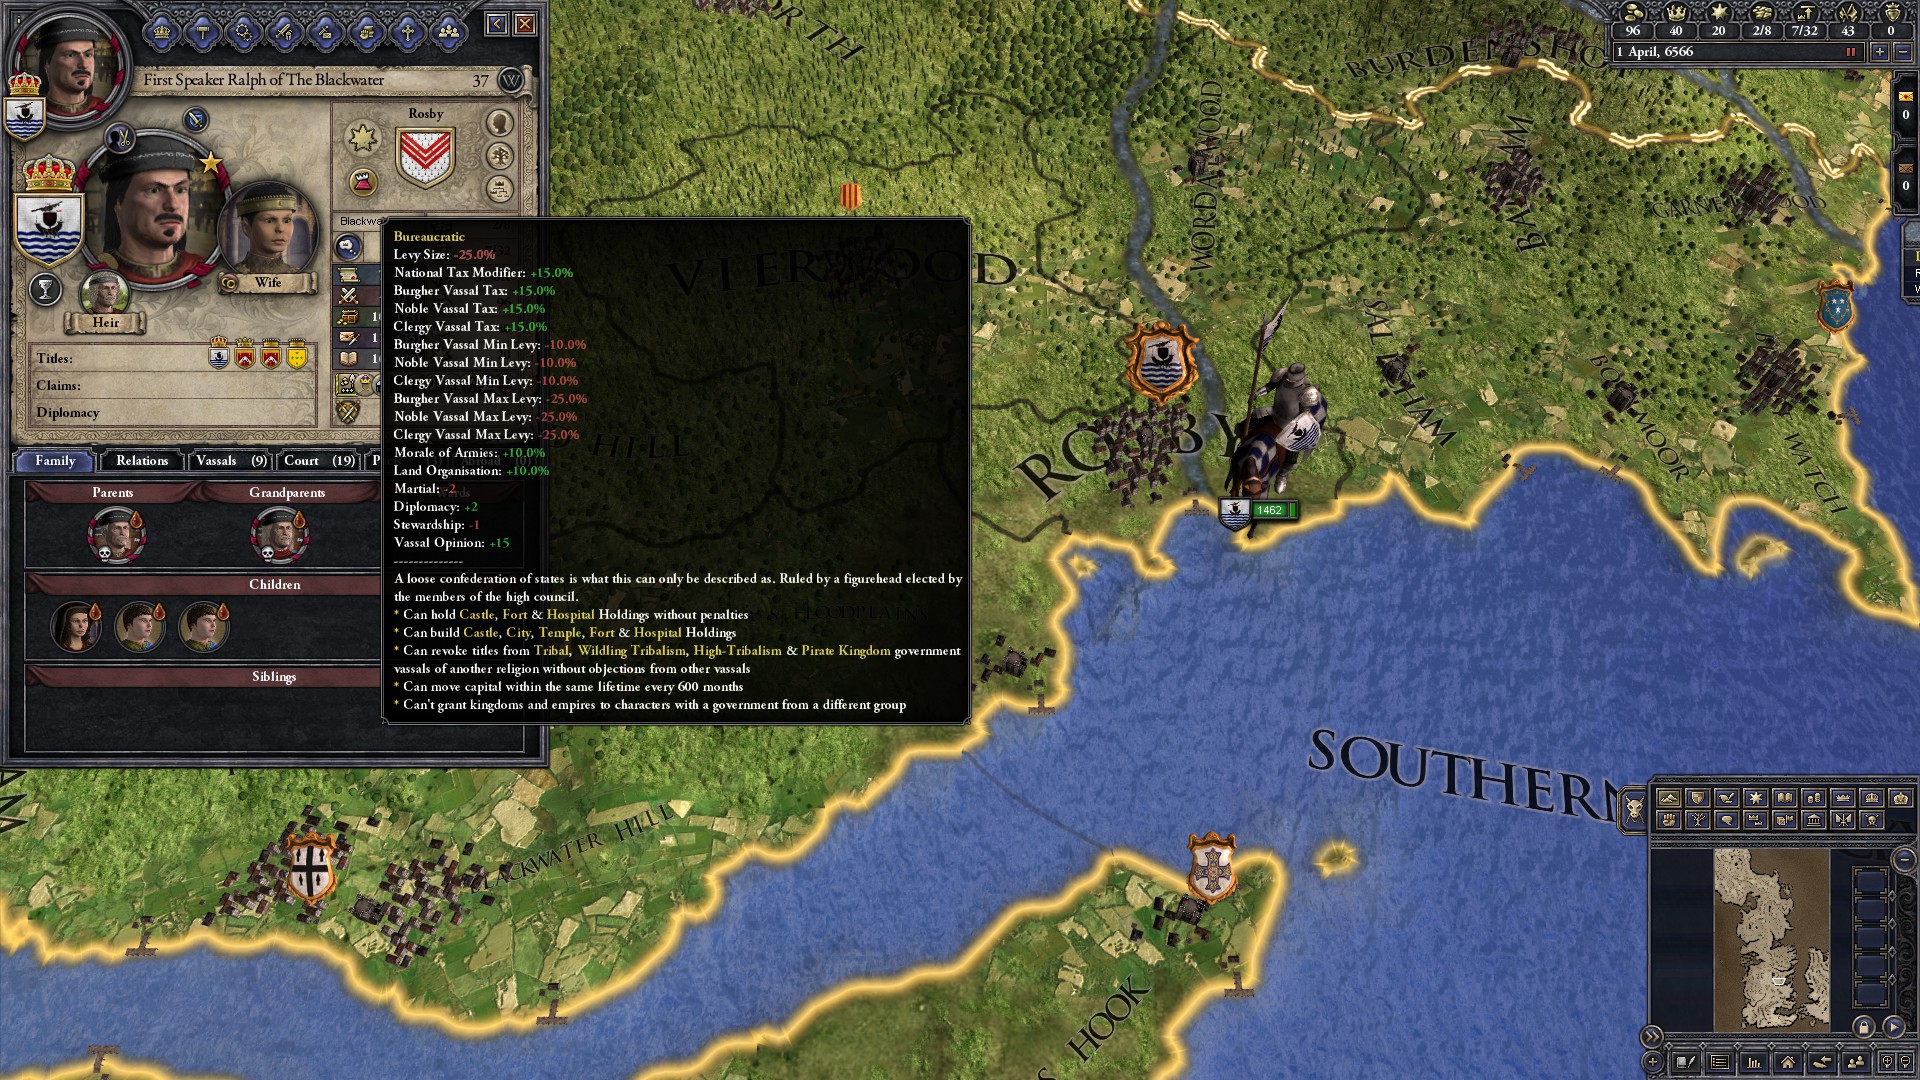 First Speaker Ralph of The Blackwater
37
Rosby
Wife
Heir
Titles:
Claims:
Diplomacy
Family
Relations
Vassals (9)
Court (19)
Parents
Grandparents
Children
Siblings
Bureaucratic
Levy Size: -25.0%
National Tax Modifier: +15.0%
Burgher Vassal Tax: +15.0%
Noble Vassal Tax: +15.0%
Clergy Vassal Tax: +15.0%
Burgher Vassal Min Levy: -10.0%
Noble Vassal Min Levy: -10.0%
Clergy Vassal Min Levy: -10.0%
Burgher Vassal Max Levy: -25.0%
Noble Vassal Max Levy: -25.0%
Clergy Vassal Max Levy: -25.0%
Morale of Armies: +10.0%
Land Organisation: +10.0%
Martial: -2
Diplomacy: +2
Stewardship: -1
Vassal Opinion: +15
--------------
A loose confederation of states is what this can only be described as. Ruled by a figurehead elected by
the members of the high council.
* Can hold Castle, Fort & Hospital Holdings without penalties
* Can build Castle, City, Temple, Fort & Hospital Holdings
* Can revoke titles from Tribal, Wildling Tribalism, High-Tribalism & Pirate Kingdom government
vassals of another religion without objections from other vassals
* Can move capital within the same lifetime every 600 months
* Can't grant kingdoms and empires to characters with a government from a different group
96 40 20 2/8 7/32 43 0
1 April, 6566
0
0
ROSBY
1462
BLACKWATER HILL
HILL
SOUTHERN
HOOK
WATCH